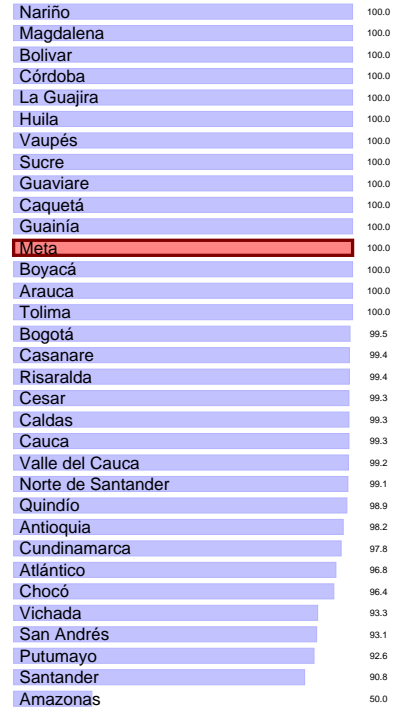 Nariño 100.0
Magdalena 100.0
Bolivar 100.0
Córdoba 100.0
La Guajira 100.0
Huila 100.0
Vaupés 100.0
Sucre 100.0
Guaviare 100.0
Caquetá 100.0
Guainía 100.0
Meta 100.0
Boyacá 100.0
Arauca 100.0
Tolima 100.0
Bogotá 99.5
Casanare 99.4
Risaralda 99.4
Cesar 99.3
Caldas 99.3
Cauca 99.3
Valle del Cauca 99.2
Norte de Santander 99.1
Quindío 98.9
Antioquia 98.2
Cundinamarca 97.8
Atlántico 96.8
Chocó 96.4
Vichada 93.3
San Andrés 93.1
Putumayo 92.6
Santander 90.8
Amazonas 50.0